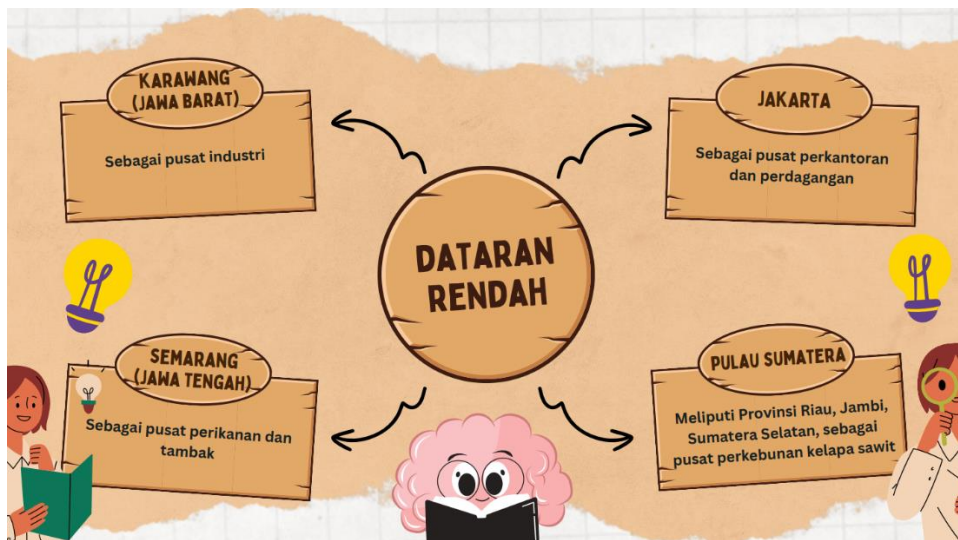 KARAWANG
(JAWA BARAT)
Sebagai pusat industri
JAKARTA
Sebagai pusat perkantoran
dan perdagangan
DATARAN
RENDAH
SEMARANG
(JAWA TENGAH)
Sebagai pusat perikanan dan
tambak
PULAU SUMATERA
Meliputi Provinsi Riau, Jambi,
Sumatera Selatan, sebagai
pusat perkebunan kelapa sawit